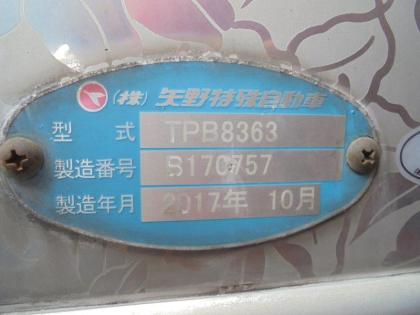 (株) 矢野特殊自動車
型 式 TPB8363
製造番号 B170757
製造年月 2017年 10月